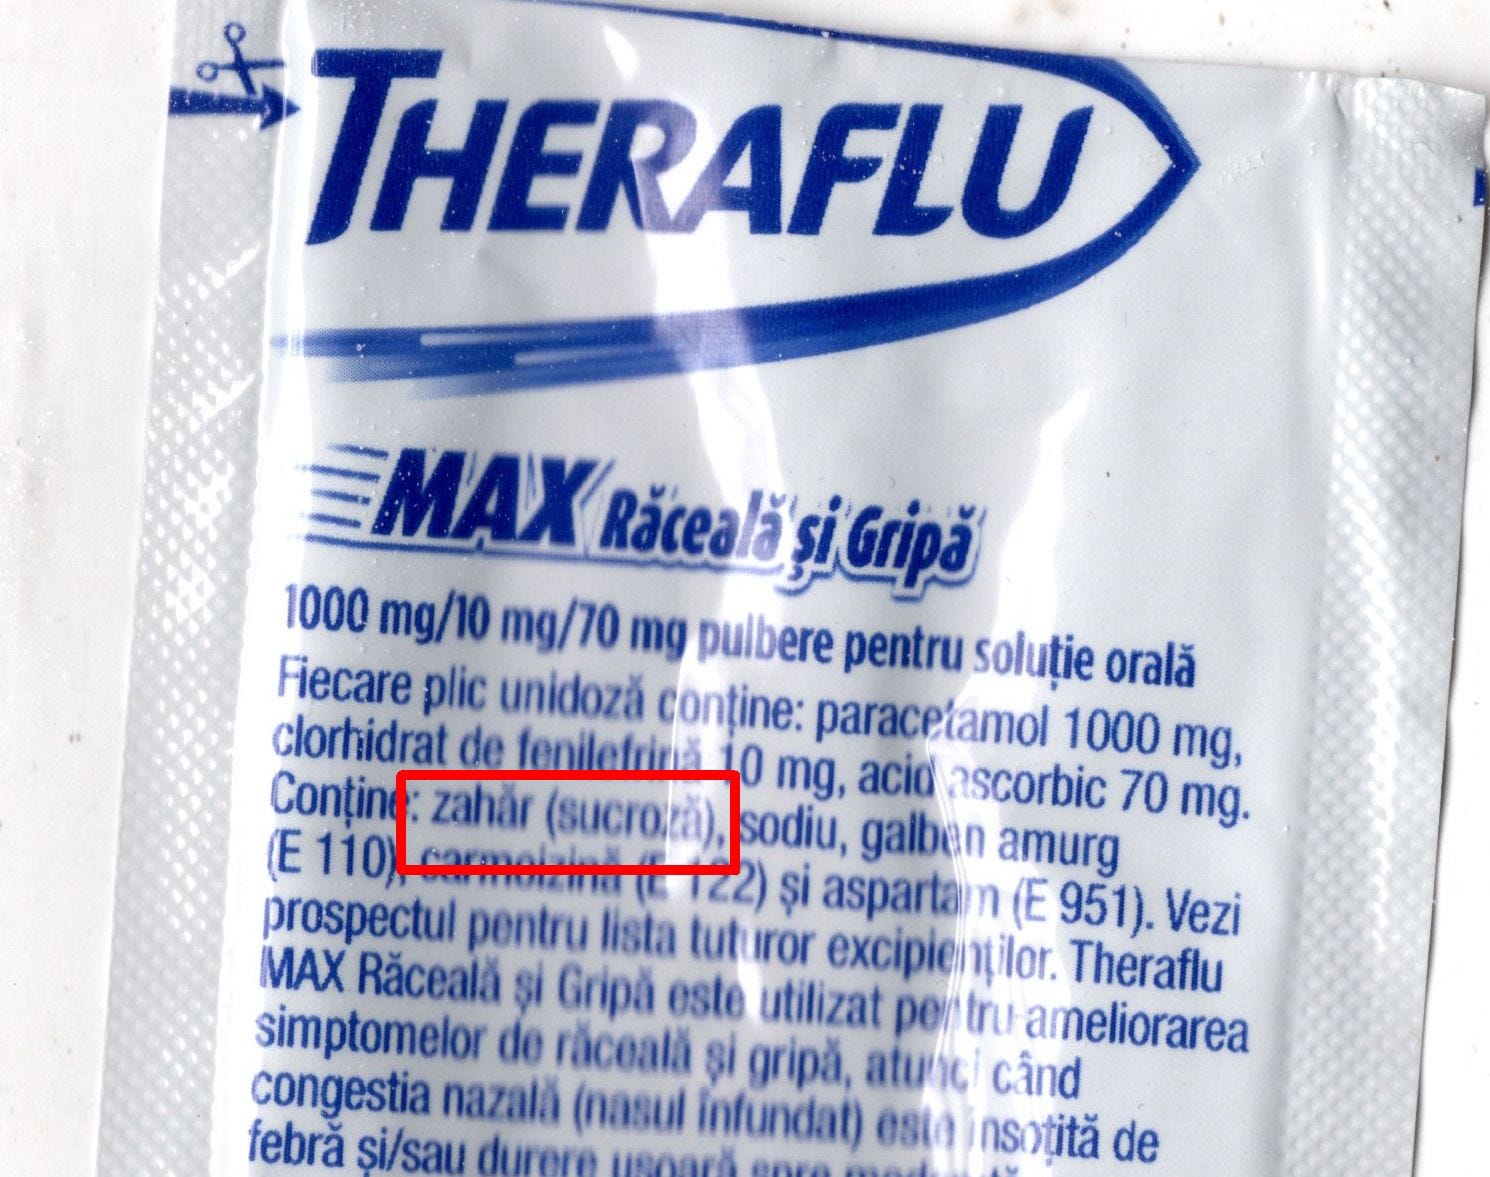 THERAFLU
MAX Răceală și Gripă
1000 mg/10 mg/70 mg pulbere pentru soluție orală
Fiecare plic unidoză conține: paracetamol 1000 mg,
clorhidrat de fenilefrină 10 mg, acid ascorbic 70 mg.
Conține: zahăr (sucroză), sodiu, galben amurg
(E 110), carmoizină (E 122) și aspartam (E 951). Vezi
prospectul pentru lista tuturor excipienților. Theraflu
MAX Răceală și Gripă este utilizat pentru ameliorarea
simptomelor de răceală și gripă, atunci când
congestia nazală (nasul înfundat) este însoțită de
febră și/sau durere ușoară spre